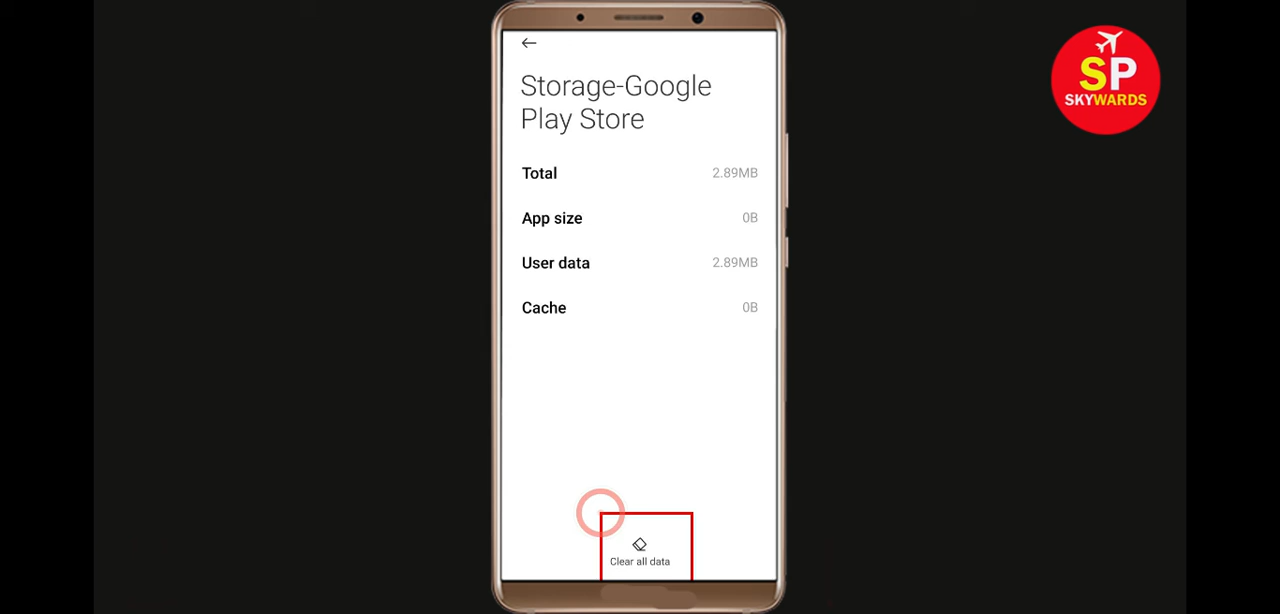 Storage-Google
Play Store
Total 2.89MB
App size 0B
User data 2.89MB
Cache 0B
Clear all data
SP
SKYWARDS